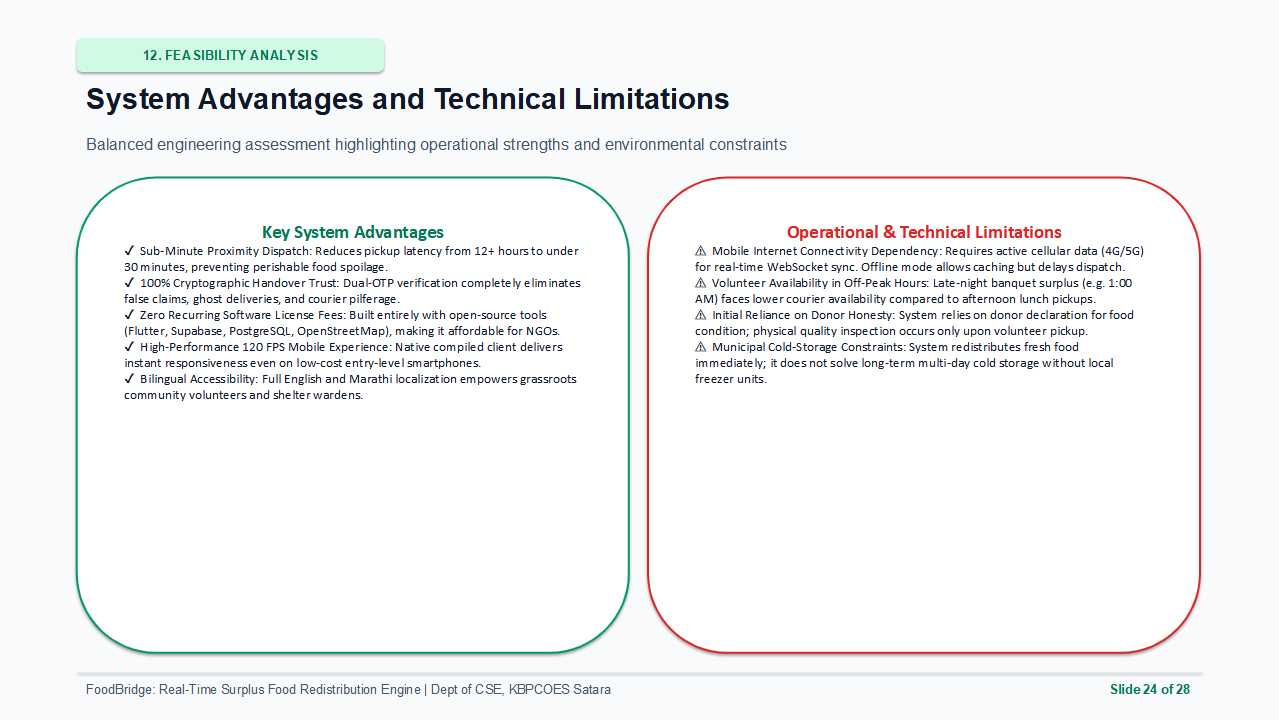 12. FEASIBILITY ANALYSIS
System Advantages and Technical Limitations
Balanced engineering assessment highlighting operational strengths and environmental constraints
Key System Advantages
✓ Sub-Minute Proximity Dispatch: Reduces pickup latency from 12+ hours to under
30 minutes, preventing perishable food spoilage.
✓ 100% Cryptographic Handover Trust: Dual-OTP verification completely eliminates
false claims, ghost deliveries, and courier pilferage.
✓ Zero Recurring Software License Fees: Built entirely with open-source tools
(Flutter, Supabase, PostgreSQL, OpenStreetMap), making it affordable for NGOs.
✓ High-Performance 120 FPS Mobile Experience: Native compiled client delivers
instant responsiveness even on low-cost entry-level smartphones.
✓ Bilingual Accessibility: Full English and Marathi localization empowers grassroots
community volunteers and shelter wardens.
Operational & Technical Limitations
⚠ Mobile Internet Connectivity Dependency: Requires active cellular data (4G/5G)
for real-time WebSocket sync. Offline mode allows caching but delays dispatch.
⚠ Volunteer Availability in Off-Peak Hours: Late-night banquet surplus (e.g. 1:00
AM) faces lower courier availability compared to afternoon lunch pickups.
⚠ Initial Reliance on Donor Honesty: System relies on donor declaration for food
condition; physical quality inspection occurs only upon volunteer pickup.
⚠ Municipal Cold-Storage Constraints: System redistributes fresh food
immediately; it does not solve long-term multi-day cold storage without local
freezer units.
FoodBridge: Real-Time Surplus Food Redistribution Engine | Dept of CSE, KBPCOES Satara
Slide 24 of 28